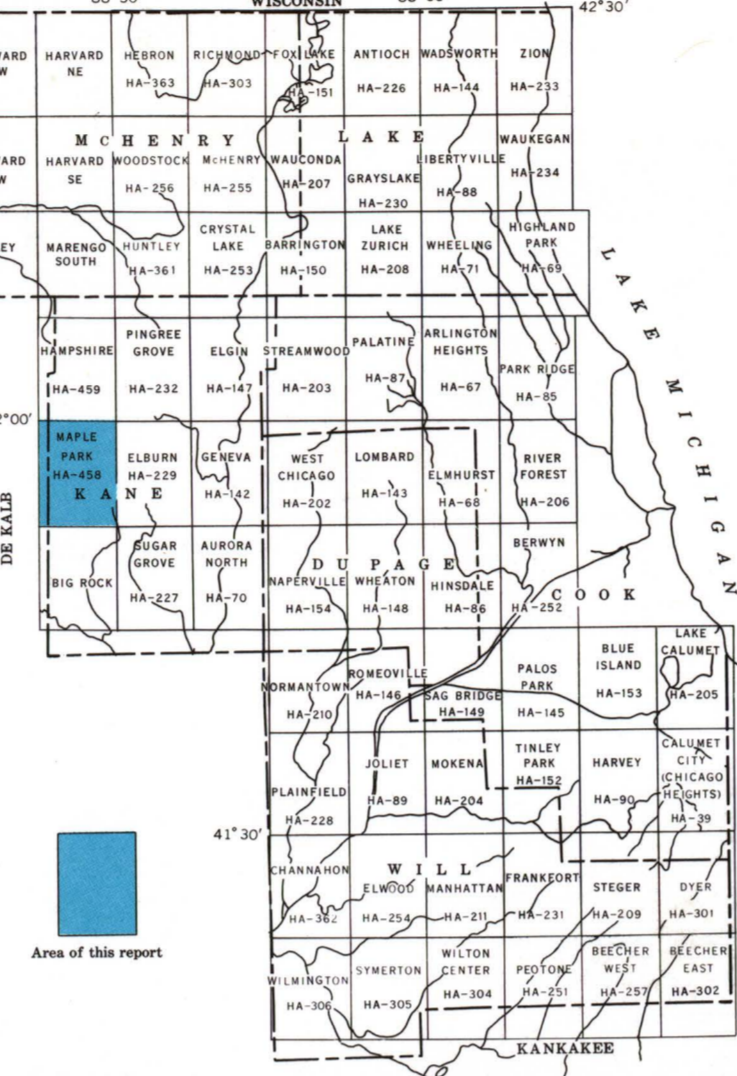 WISCONSIN
42°30'
HARVARD NE
HEBRON HA-363
RICHMOND HA-303
FOX LAKE HA-151
ANTIOCH HA-226
WADSWORTH HA-144
ZION HA-233
McHENRY
LAKE
HARVARD SE
WOODSTOCK HA-256
McHENRY HA-255
WAUCONDA HA-207
GRAYSLAKE HA-230
LIBERTYVILLE HA-88
WAUKEGAN HA-234
MARENGO SOUTH
HUNTLEY HA-361
CRYSTAL LAKE HA-253
BARRINGTON HA-150
LAKE ZURICH HA-208
WHEELING HA-71
HIGHLAND PARK HA-69
LAKE MICHIGAN
HAMPSHIRE HA-459
PINGREE GROVE HA-232
ELGIN HA-147
STREAMWOOD HA-203
PALATINE HA-87
ARLINGTON HEIGHTS HA-67
PARK RIDGE HA-85
2°00'
MAPLE PARK HA-458
ELBURN HA-229
GENEVA HA-142
WEST CHICAGO HA-202
LOMBARD HA-143
ELMHURST HA-68
RIVER FOREST HA-206
KANE
DE KALB
BIG ROCK
SUGAR GROVE HA-227
AURORA NORTH HA-70
DU PAGE
NAPERVILLE HA-154
WHEATON HA-148
HINSDALE HA-86
BERWYN HA-252
COOK
NORMANTOWN HA-210
ROMEOVILLE HA-146
SAG BRIDGE HA-149
PALOS PARK HA-145
BLUE ISLAND HA-153
LAKE CALUMET HA-205
PLAINFIELD HA-228
JOLIET HA-89
MOKENA HA-204
TINLEY PARK HA-152
HARVEY HA-90
CALUMET CITY (CHICAGO HEIGHTS) HA-39
41°30'
WILL
CHANNAHON HA-362
ELWOOD HA-254
MANHATTAN HA-211
FRANKFORT HA-231
STEGER HA-209
DYER HA-301
WILMINGTON HA-306
SYMERTON HA-305
WILTON CENTER HA-304
PEOTONE HA-251
BEECHER WEST HA-257
BEECHER EAST HA-302
KANKAKEE
Area of this report